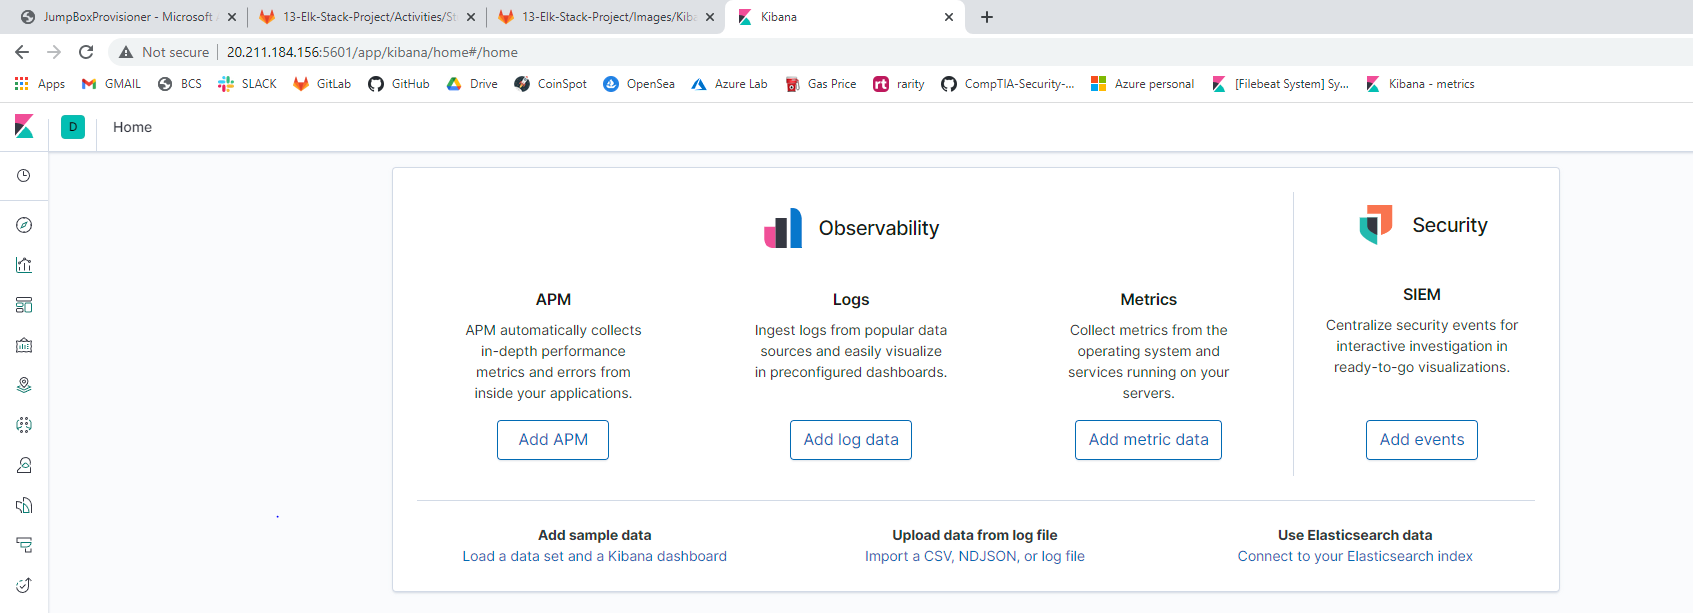 JumpBoxProvisioner - Microsoft
13-Elk-Stack-Project/Activities/St
13-Elk-Stack-Project/Images/Kiba
Kibana
Not secure
20.211.184.156:5601/app/kibana/home#/home
Apps GMAIL BCS SLACK GitLab GitHub Drive CoinSpot OpenSea Azure Lab Gas Price rt rarity CompTIA-Security-... Azure personal [Filebeat System] Sy... Kibana - metrics
D Home
Observability
APM
APM automatically collects
in-depth performance
metrics and errors from
inside your applications.
Add APM
Logs
Ingest logs from popular data
sources and easily visualize
in preconfigured dashboards.
Add log data
Metrics
Collect metrics from the
operating system and
services running on your
servers.
Add metric data
Security
SIEM
Centralize security events for
interactive investigation in
ready-to-go visualizations.
Add events
Add sample data
Load a data set and a Kibana dashboard
Upload data from log file
Import a CSV, NDJSON, or log file
Use Elasticsearch data
Connect to your Elasticsearch index